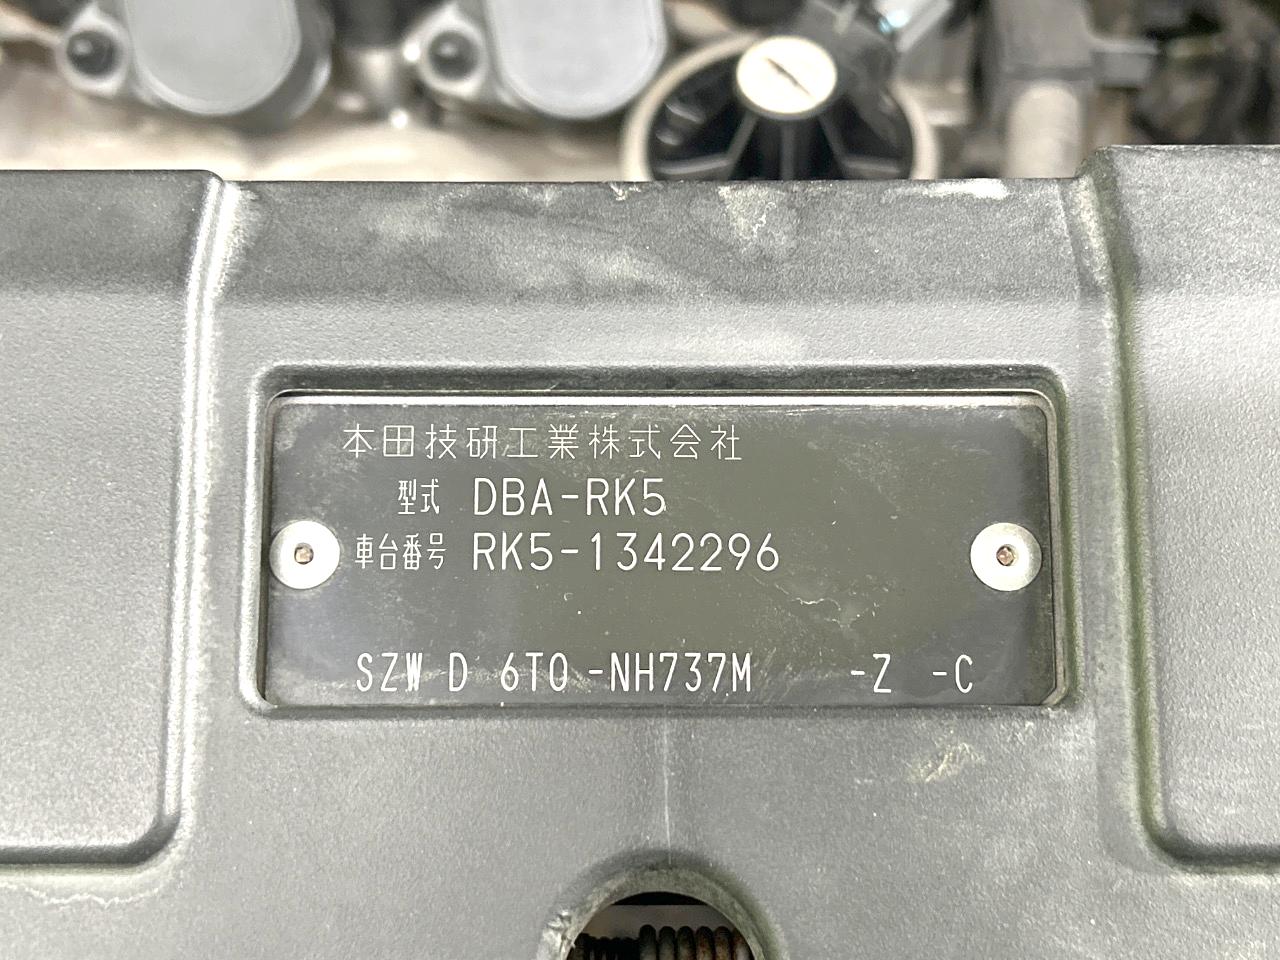 本田技研工業株式会社
型式 DBA-RK5
車台番号 RK5-1342296
SZW D 6T0 -NH737M -Z -C